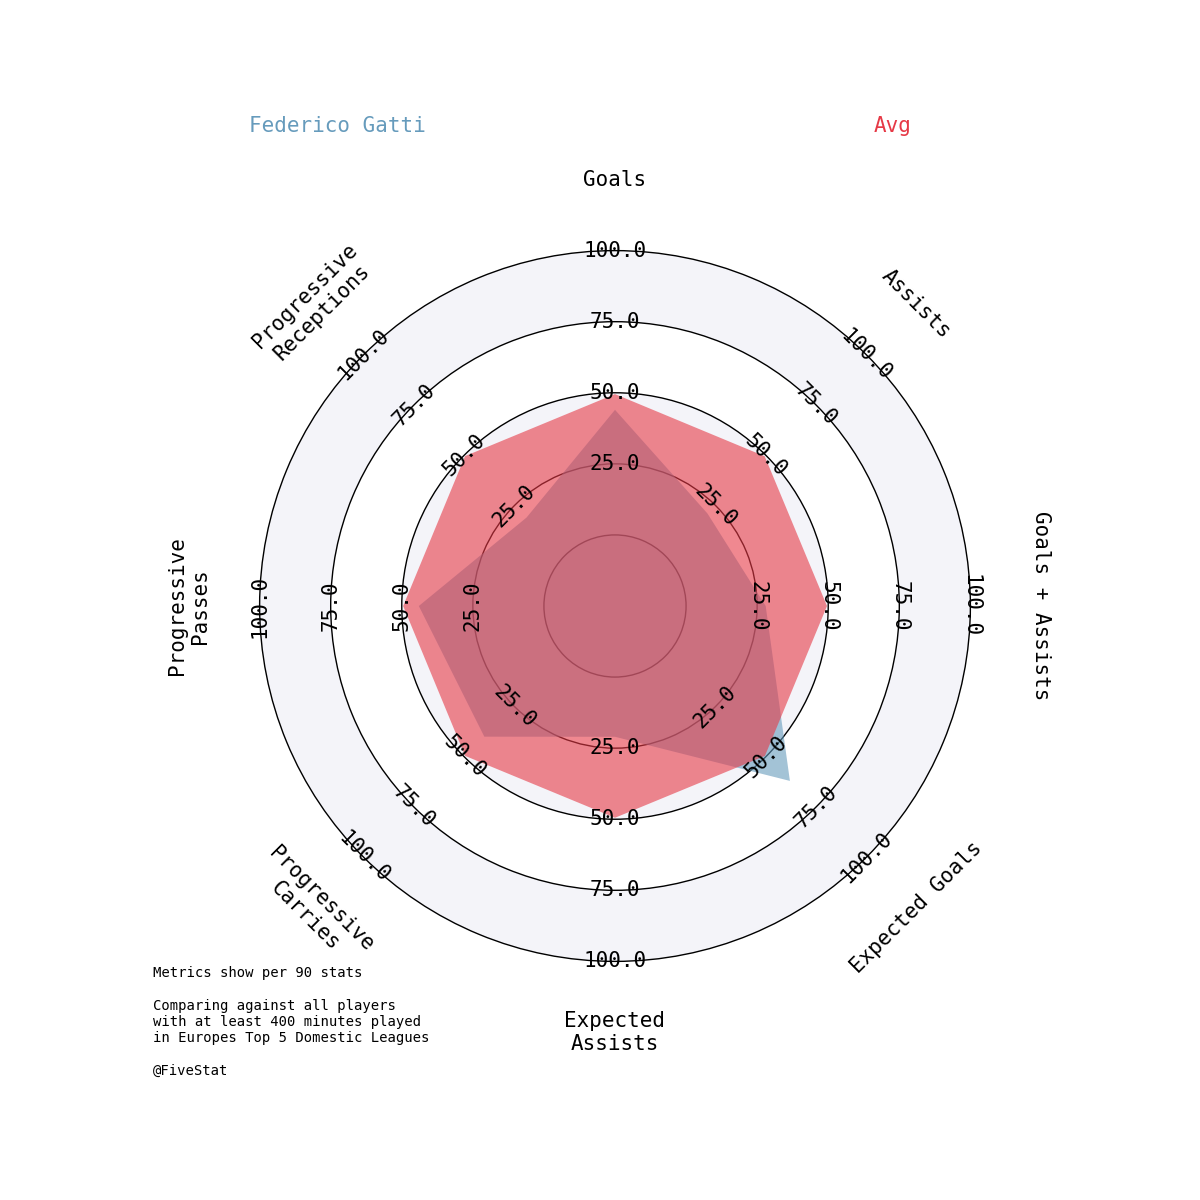 Federico Gatti
Avg
Goals
Assists
Goals + Assists
Expected Goals
Expected
Assists
Progressive
Carries
Progressive
Passes
Progressive
Receptions
25.0
50.0
75.0
100.0
25.0
50.0
75.0
100.0
25.0
50.0
75.0
100.0
25.0
50.0
75.0
100.0
25.0
50.0
75.0
100.0
25.0
50.0
75.0
100.0
25.0
50.0
75.0
100.0
25.0
50.0
75.0
100.0
Metrics show per 90 stats
Comparing against all players
with at least 400 minutes played
in Europes Top 5 Domestic Leagues
@FiveStat